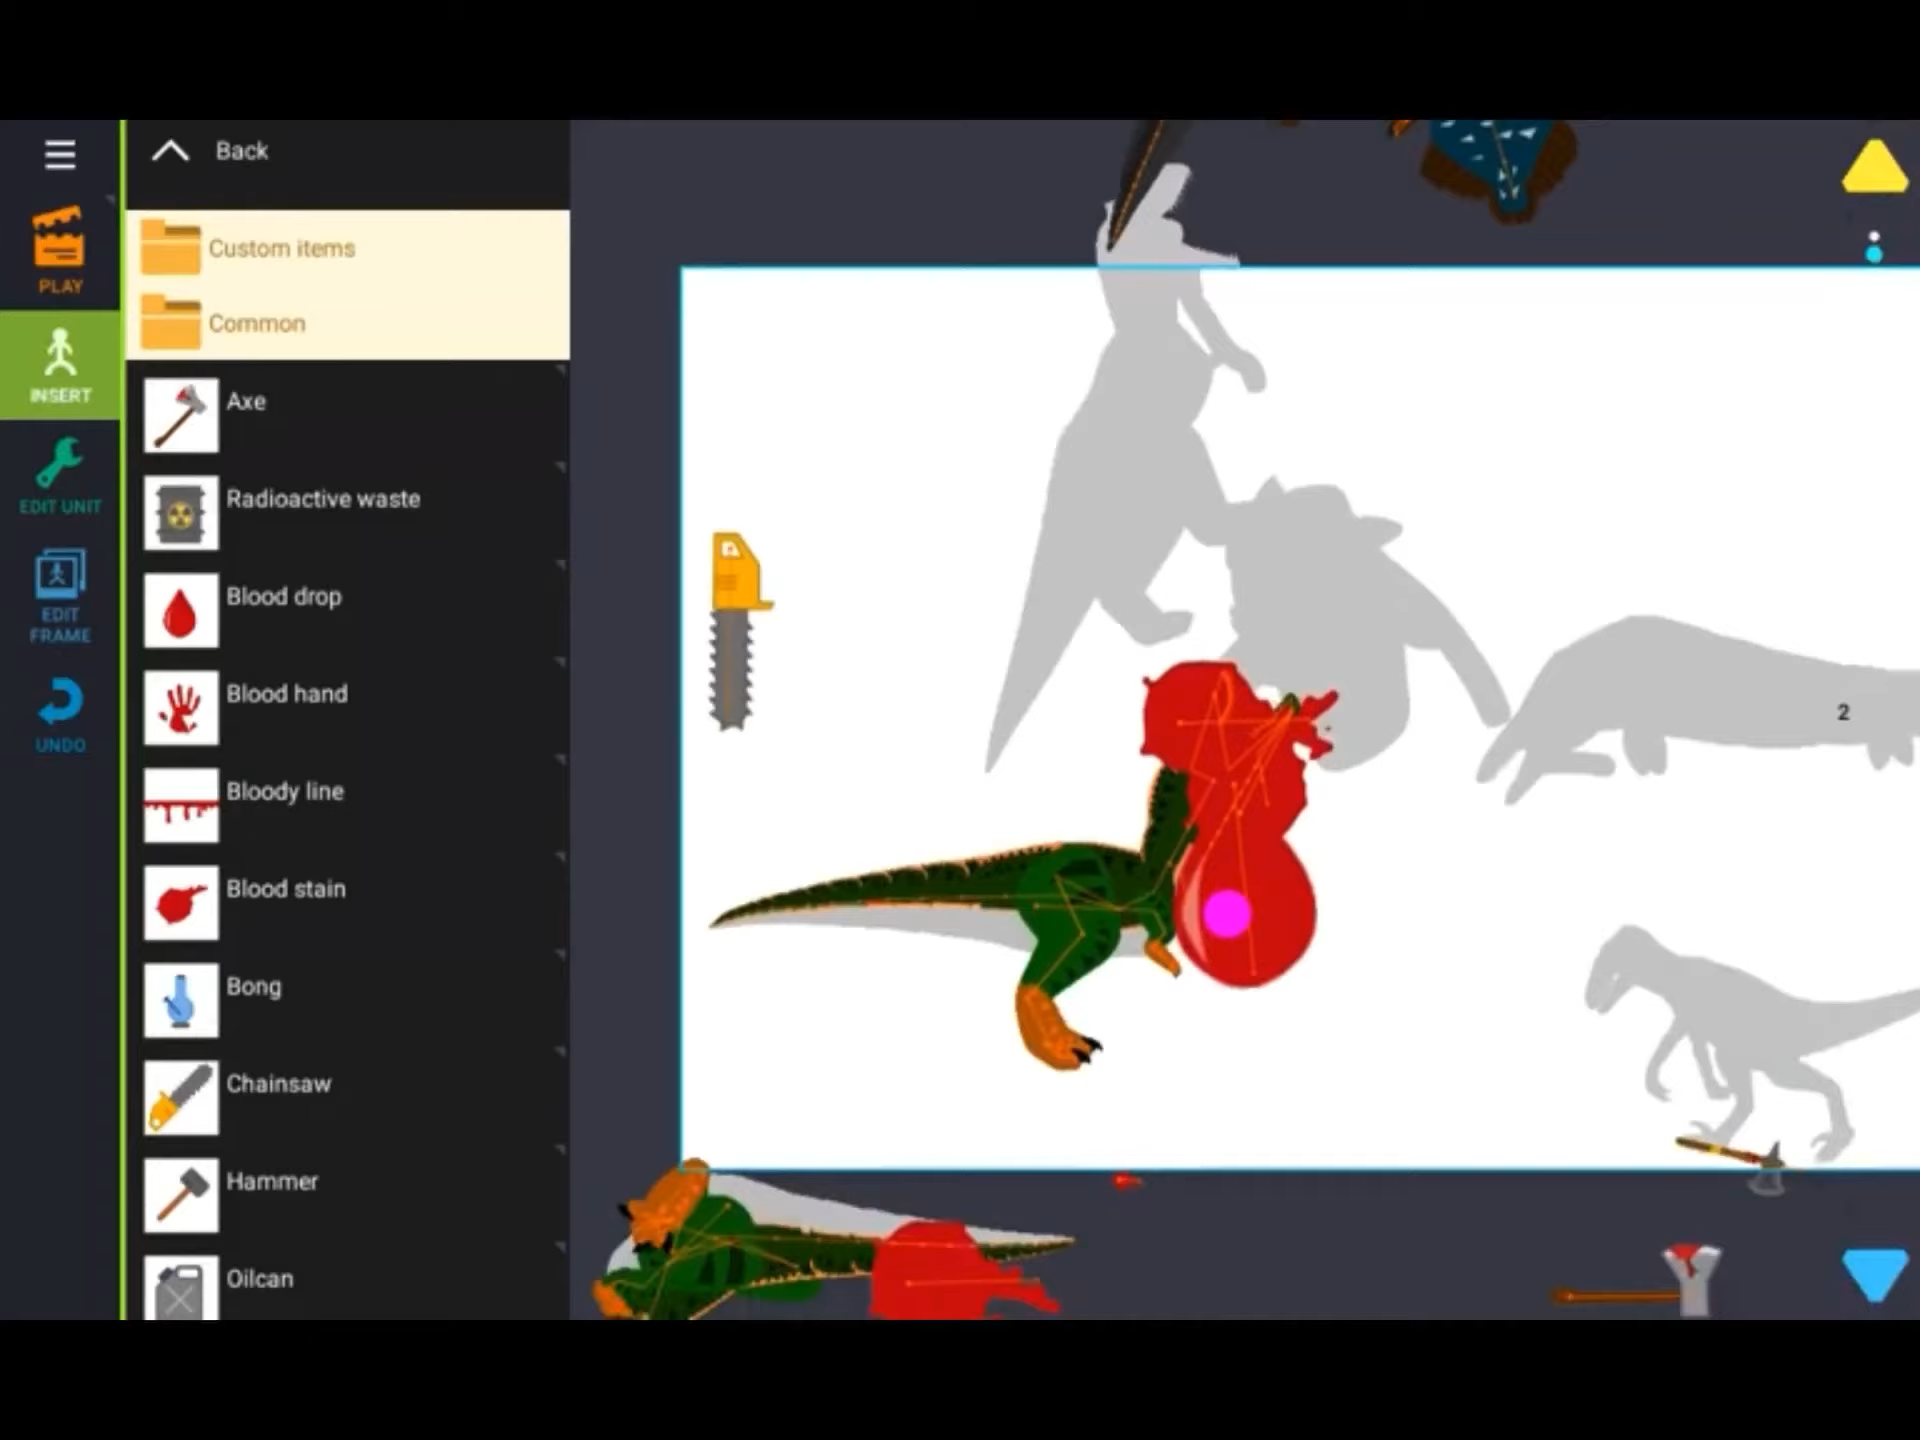 Back
PLAY
Custom items
Common
INSERT
Axe
EDIT UNIT
Radioactive waste
Blood drop
EDIT
FRAME
Blood hand
2
UNDO
Bloody line
Blood stain
Bong
Chainsaw
Hammer
Oilcan